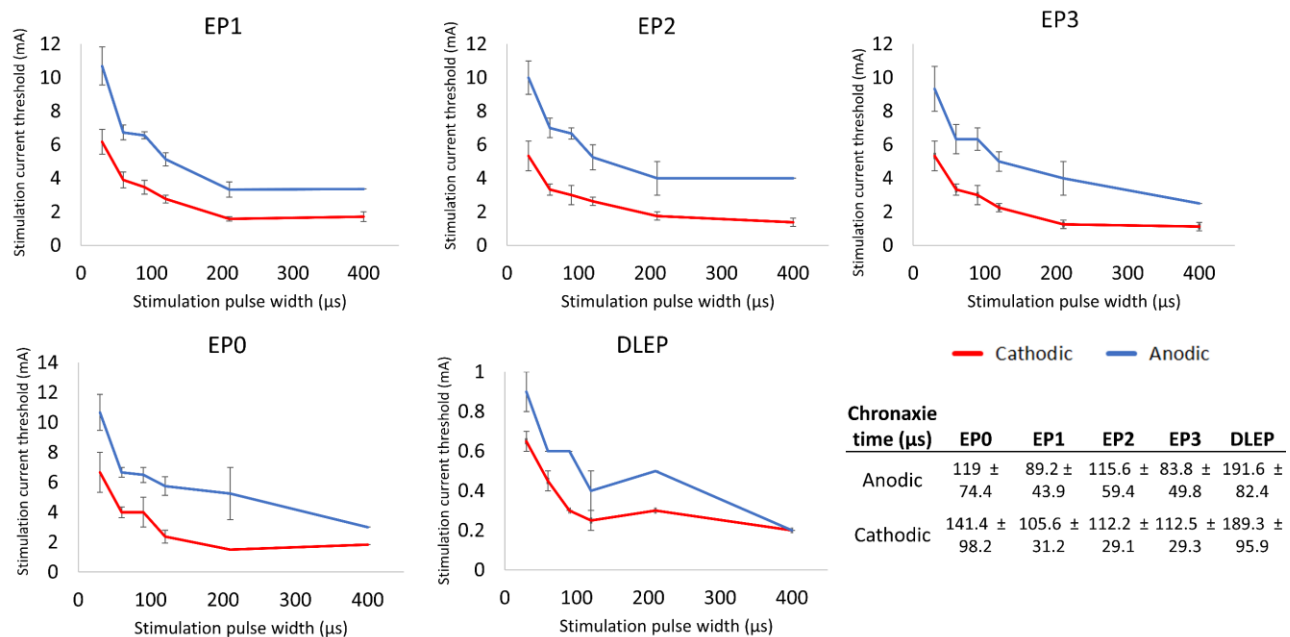 EP1
Stimulation current threshold (mA)
12
10
8
6
4
2
0
0 100 200 300 400
Stimulation pulse width (µs)
EP2
Stimulation current threshold (mA)
12
10
8
6
4
2
0
0 100 200 300 400
Stimulation pulse width (µs)
EP3
Stimulation current threshold (mA)
12
10
8
6
4
2
0
0 100 200 300 400
Stimulation pulse width (µs)
EP0
Stimulation current threshold (mA)
14
12
10
8
6
4
2
0
0 100 200 300 400
Stimulation pulse width (µs)
DLEP
Stimulation current threshold (mA)
1
0.8
0.6
0.4
0.2
0
0 100 200 300 400
Stimulation pulse width (µs)
Cathodic Anodic
Chronaxie
time (µs) EP0 EP1 EP2 EP3 DLEP
Anodic 119 ± 89.2 ± 115.6 ± 83.8 ± 191.6 ±
74.4 43.9 59.4 49.8 82.4
Cathodic 141.4 ± 105.6 ± 112.2 ± 112.5 ± 189.3 ±
98.2 31.2 29.1 29.3 95.9